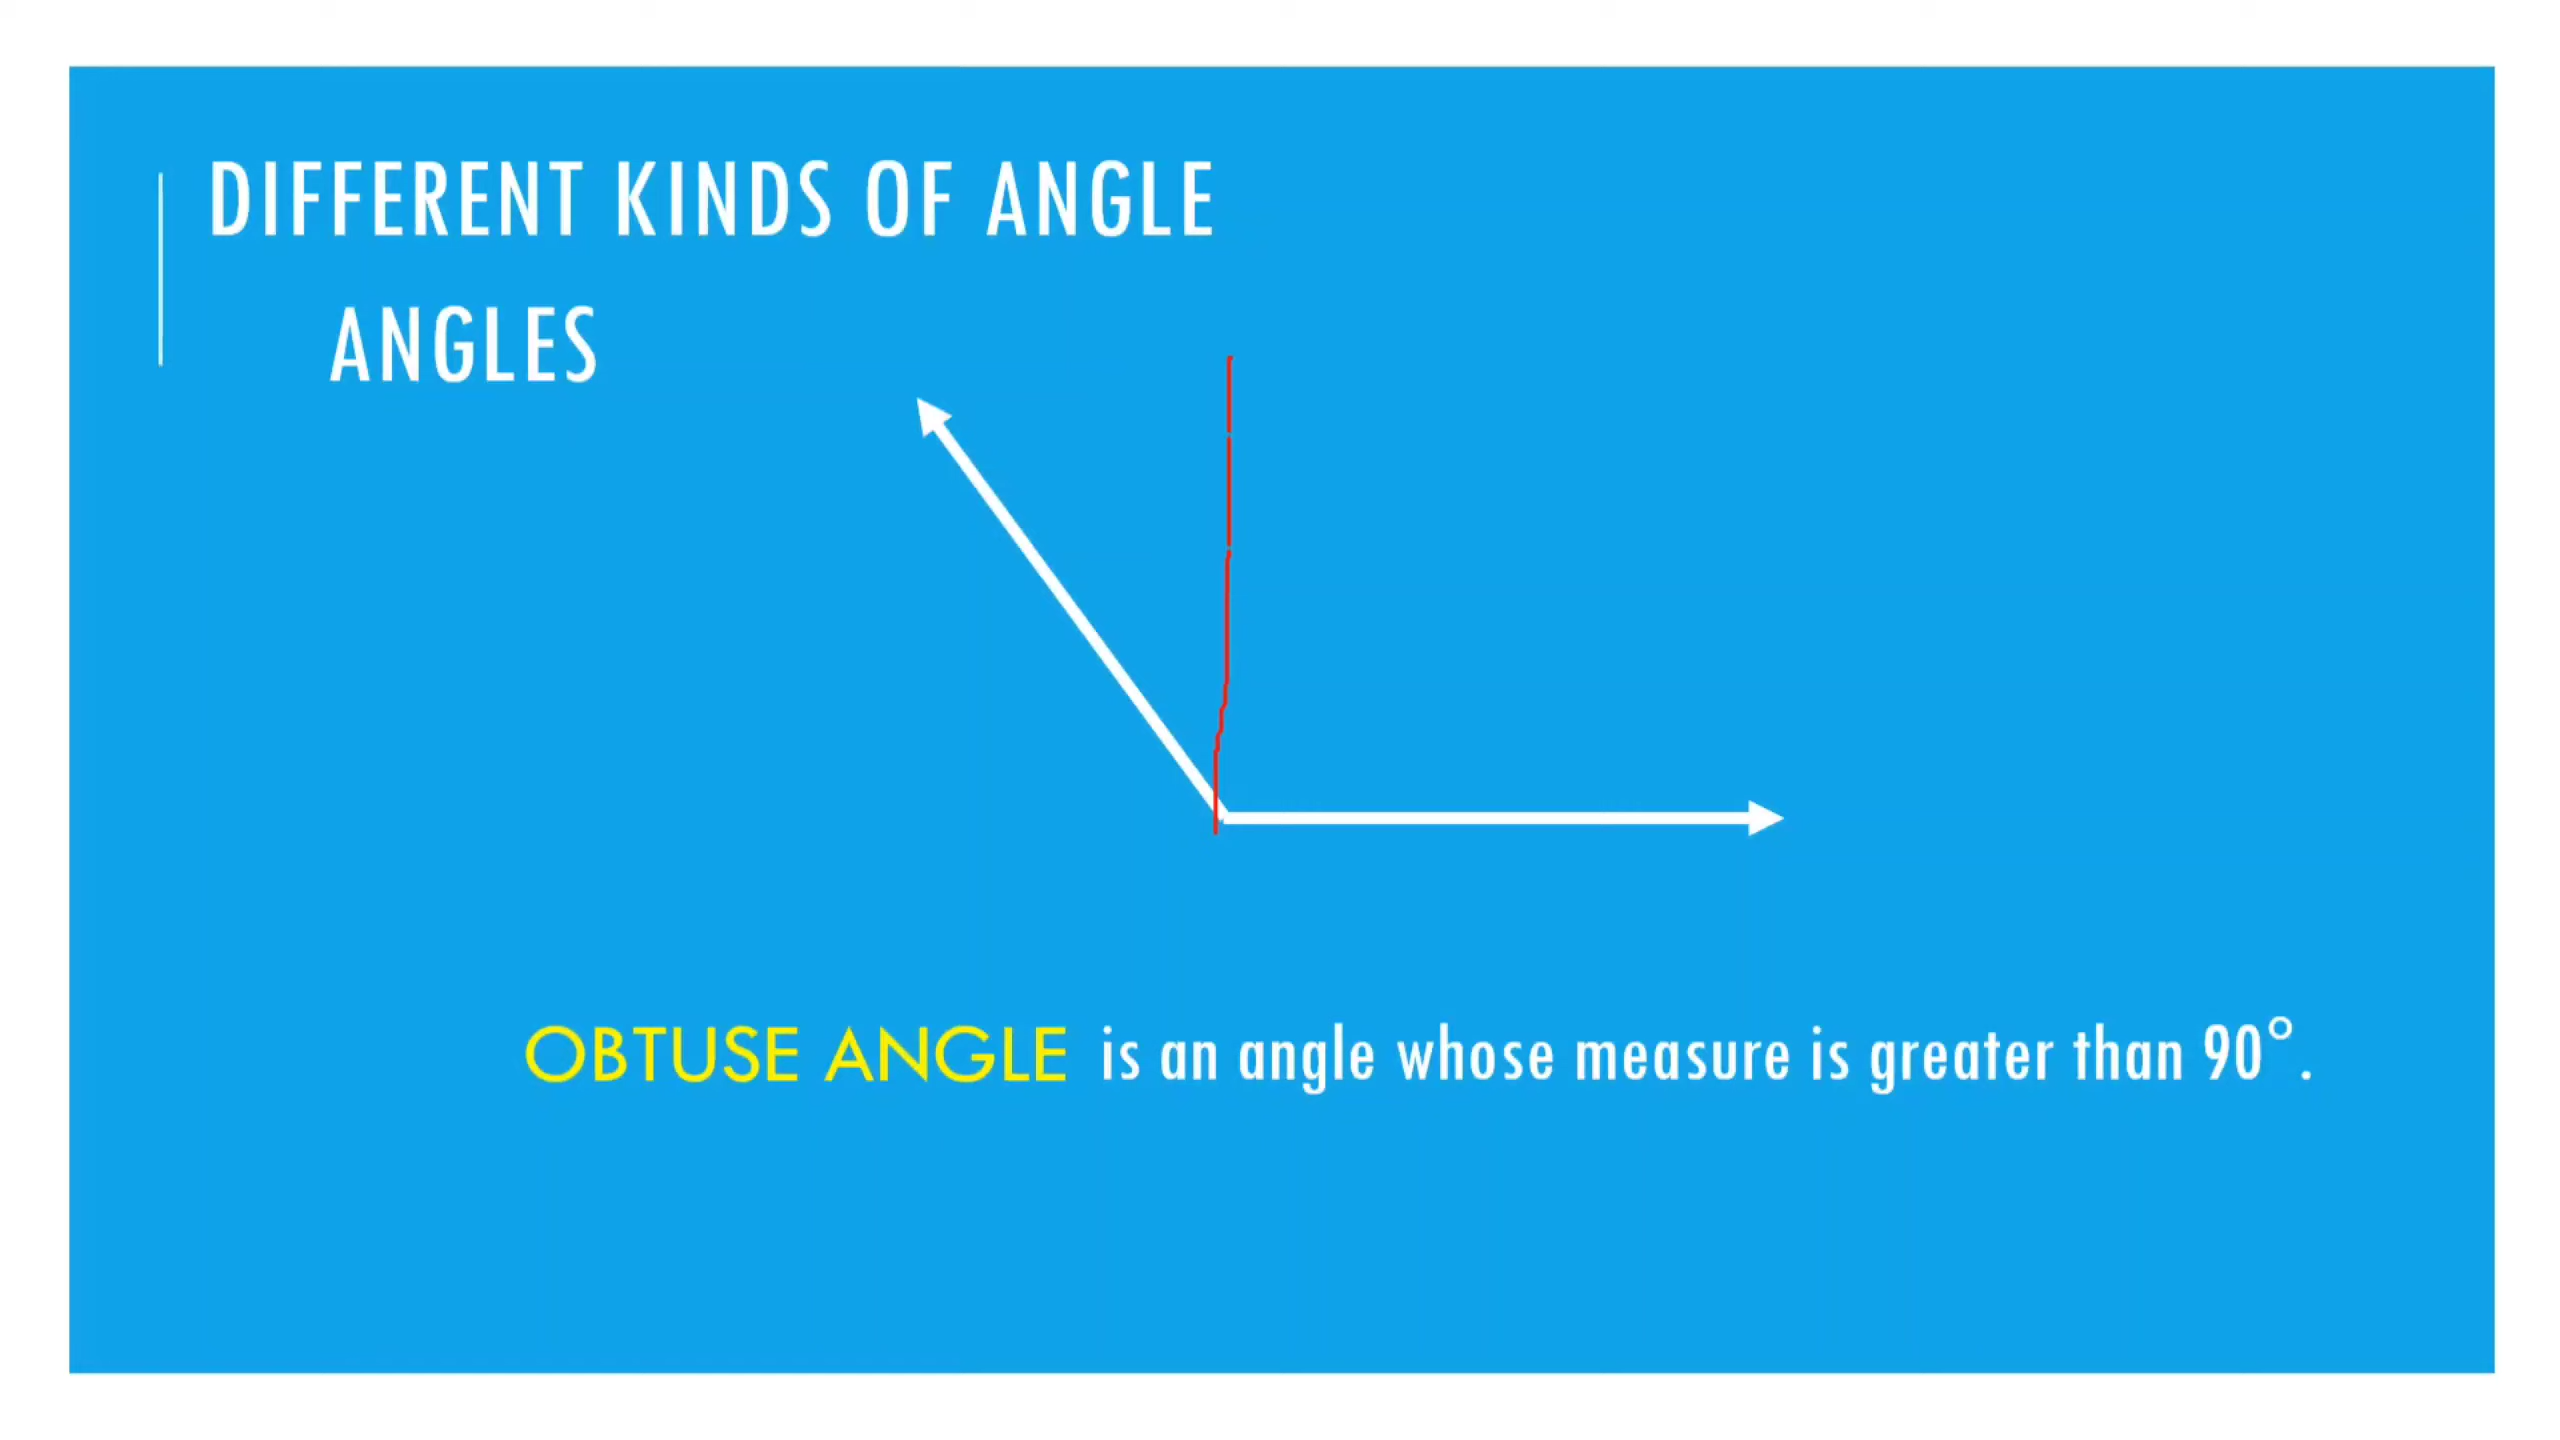 DIFFERENT KINDS OF ANGLE
ANGLES
OBTUSE ANGLE is an angle whose measure is greater than 90°.